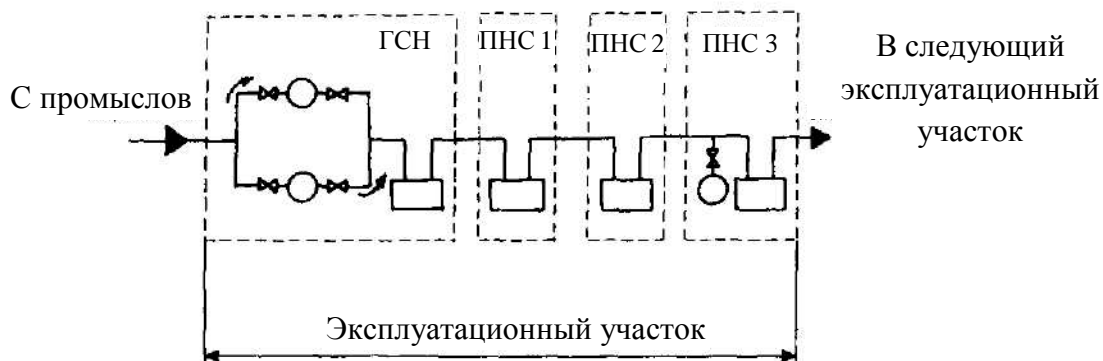 ГСН
ПНС 1
ПНС 2
ПНС 3
С промыслов
В следующий
эксплуатационный
участок
Эксплуатационный участок